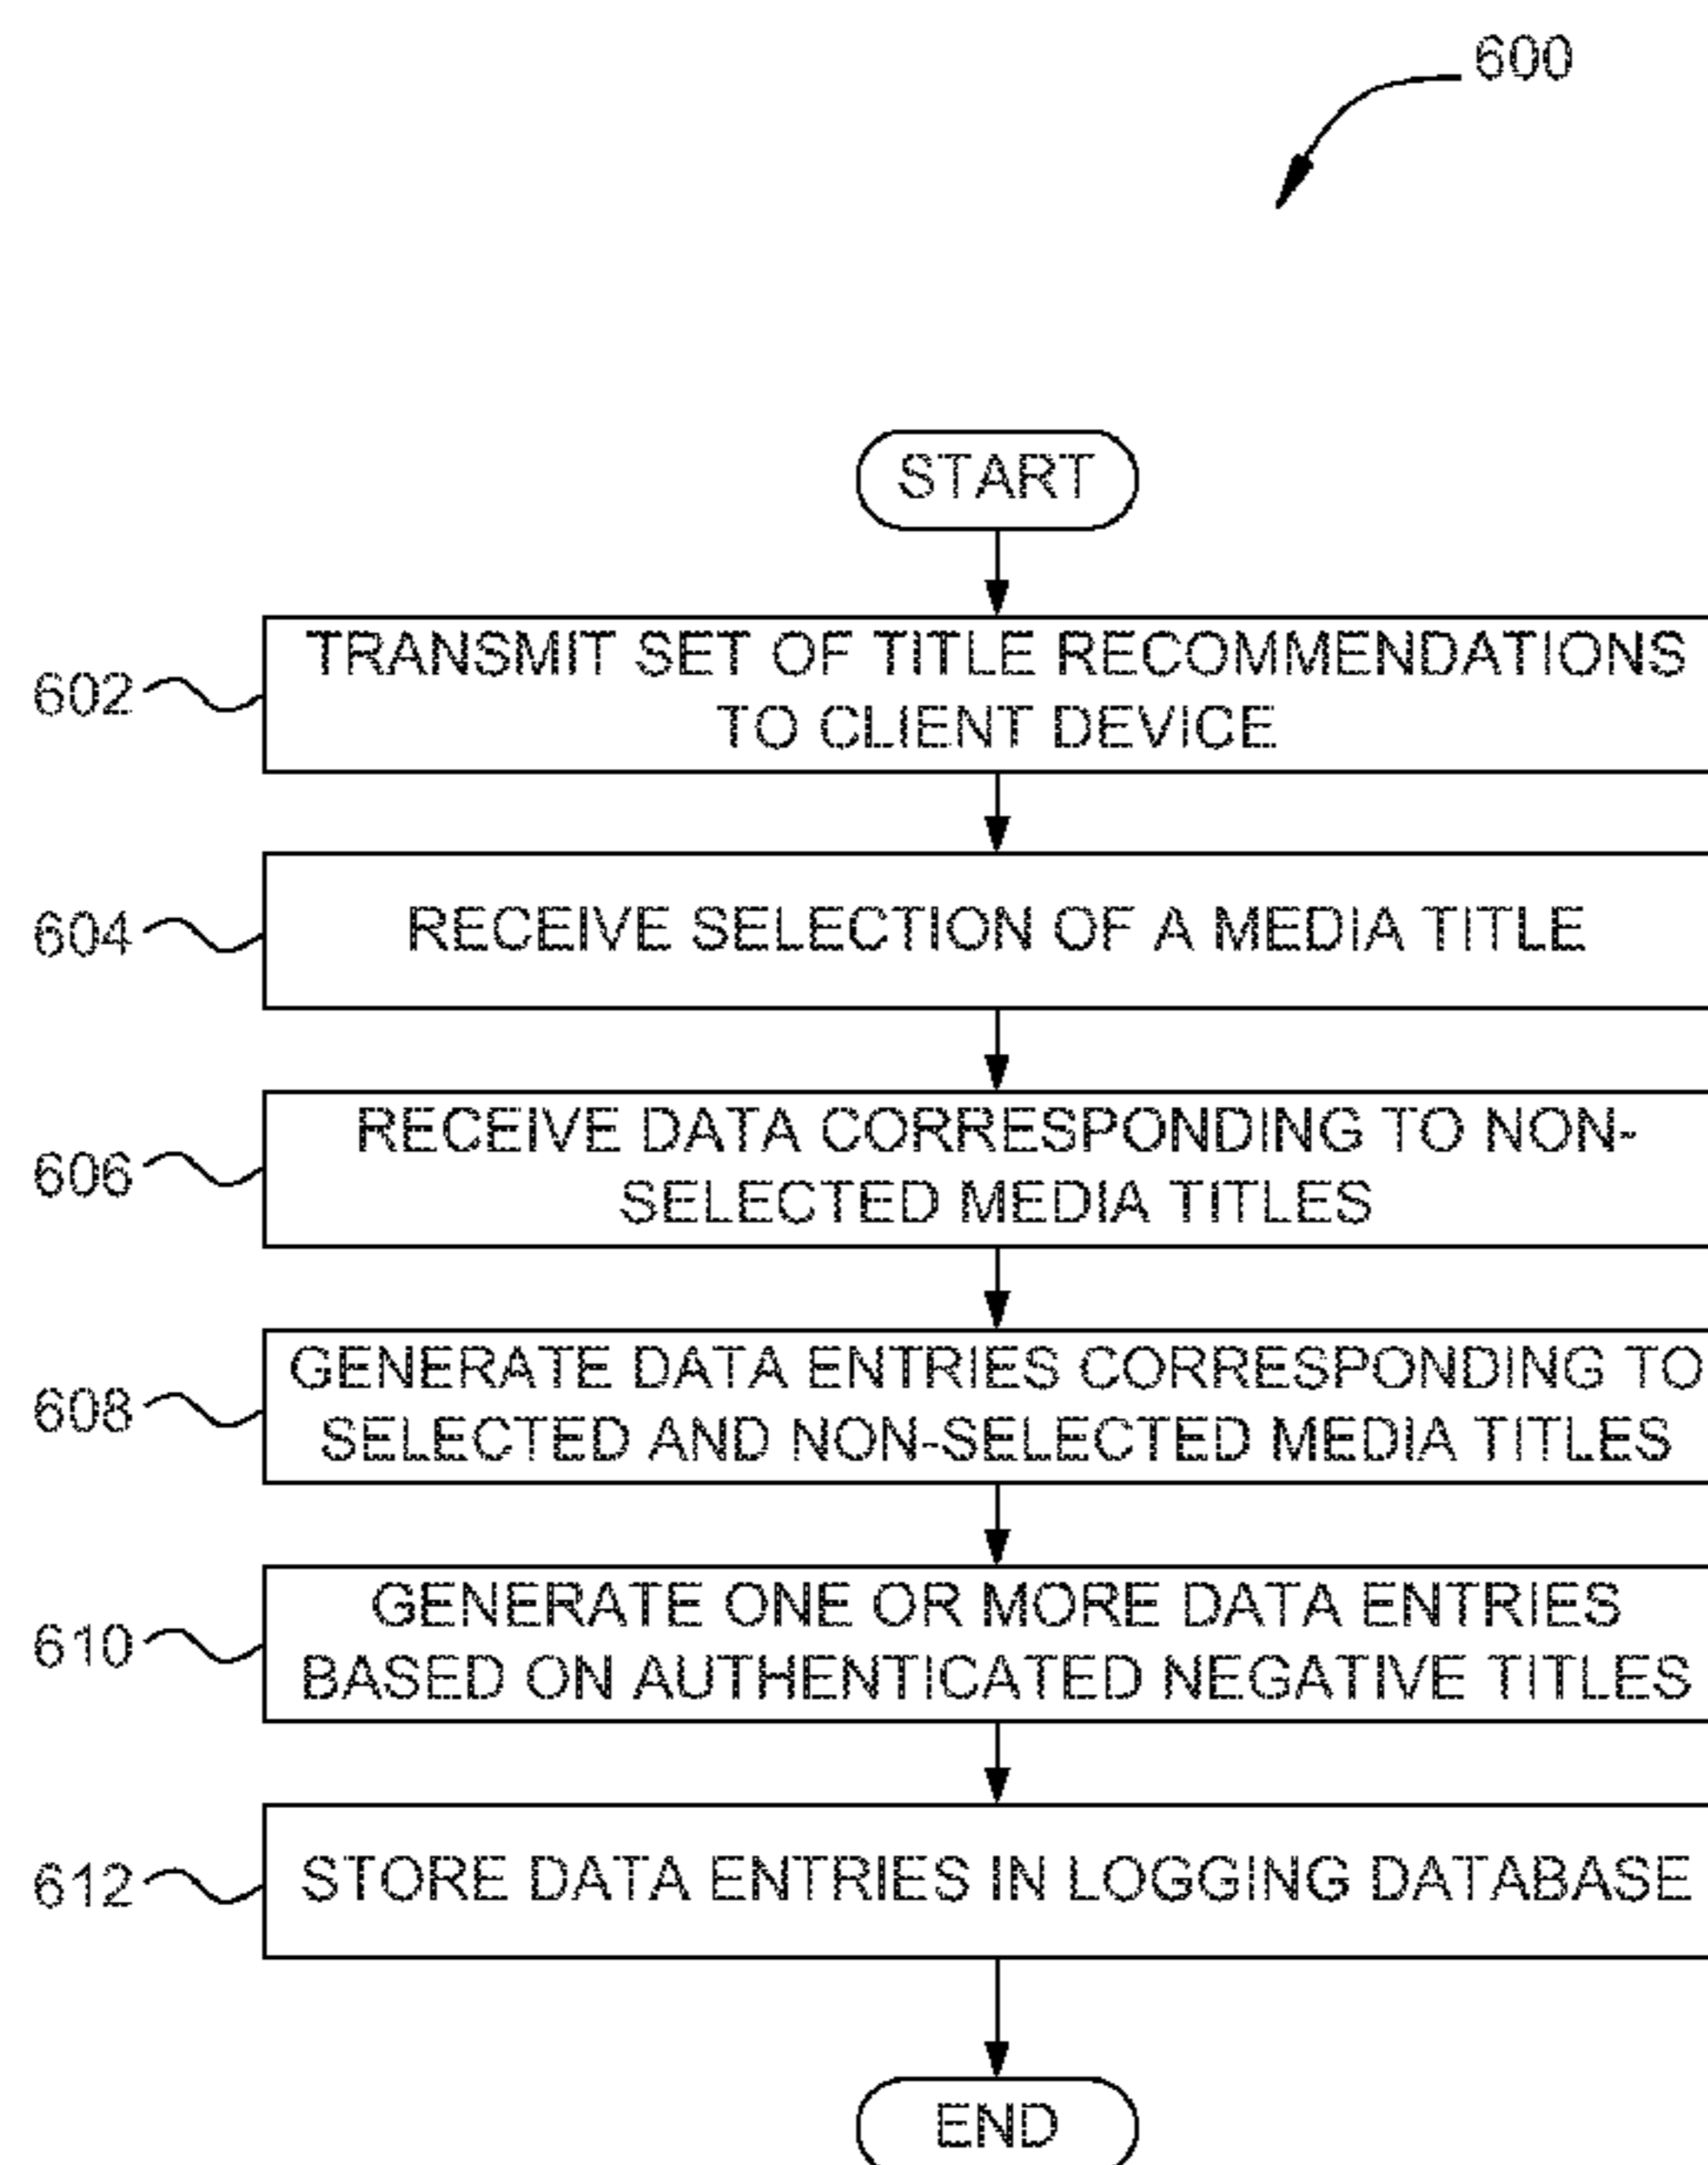 600
START
602
TRANSMIT SET OF TITLE RECOMMENDATIONS
TO CLIENT DEVICE
604
RECEIVE SELECTION OF A MEDIA TITLE
606
RECEIVE DATA CORRESPONDING TO NON-
SELECTED MEDIA TITLES
608
GENERATE DATA ENTRIES CORRESPONDING TO
SELECTED AND NON-SELECTED MEDIA TITLES
610
GENERATE ONE OR MORE DATA ENTRIES
BASED ON AUTHENTICATED NEGATIVE TITLES
612
STORE DATA ENTRIES IN LOGGING DATABASE
END